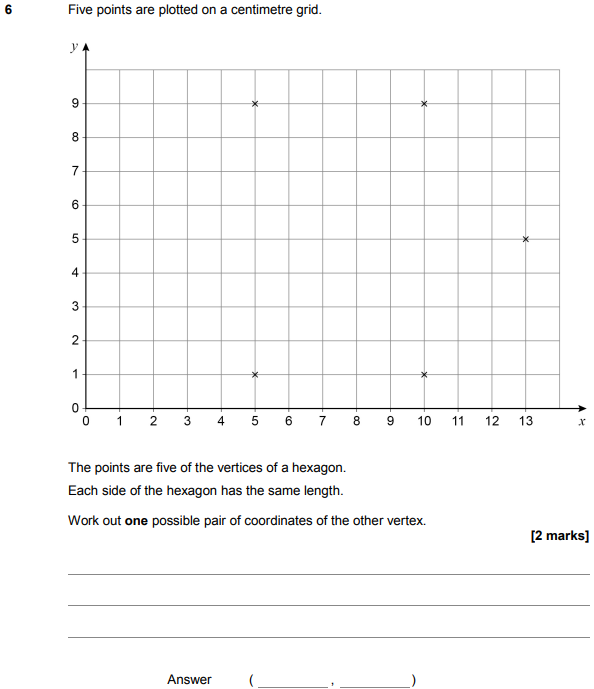 6 Five points are plotted on a centimetre grid.
y
9
8
7
6
5
4
3
2
1
0
0 1 2 3 4 5 6 7 8 9 10 11 12 13 x
The points are five of the vertices of a hexagon.
Each side of the hexagon has the same length.
Work out one possible pair of coordinates of the other vertex.
[2 marks]
Answer ( , )